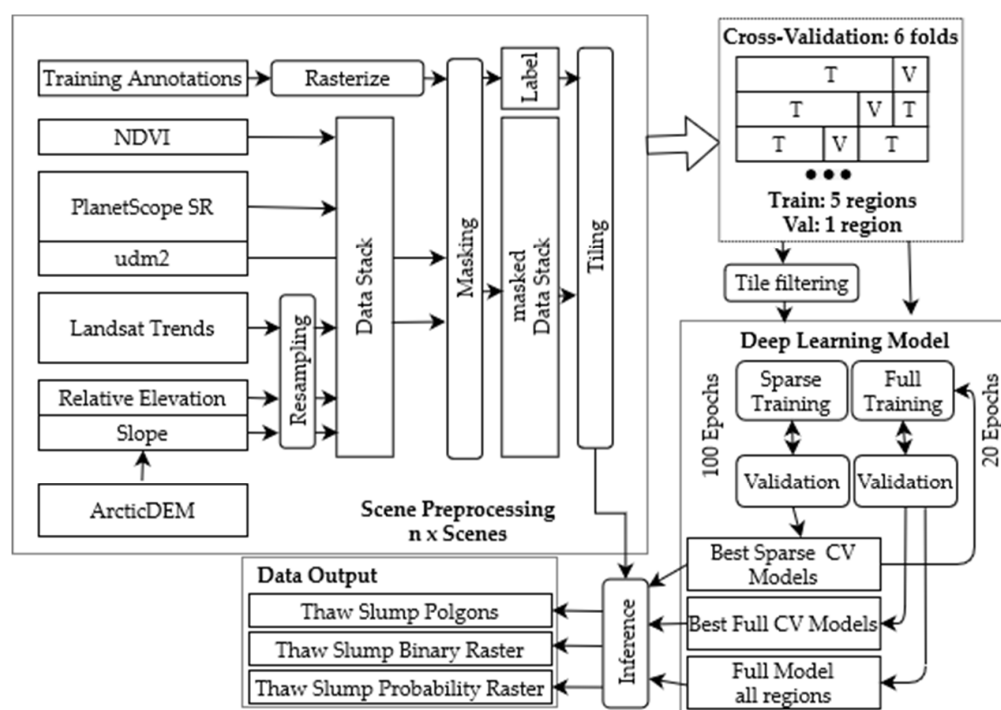 Training Annotations
Rasterize
NDVI
PlanetScope SR
udm2
Landsat Trends
Relative Elevation
Slope
ArcticDEM
Resampling
Data Stack
Masking
Label
masked
Data Stack
Tiling
Scene Preprocessing
n x Scenes
Cross-Validation: 6 folds
T V
T V T
T V T
Train: 5 regions
Val: 1 region
Tile filtering
Deep Learning Model
100 Epochs
Sparse
Training
Full
Training
20 Epochs
Validation
Validation
Best Sparse CV
Models
Best Full CV Models
Full Model
all regions
Inference
Data Output
Thaw Slump Polgons
Thaw Slump Binary Raster
Thaw Slump Probability Raster